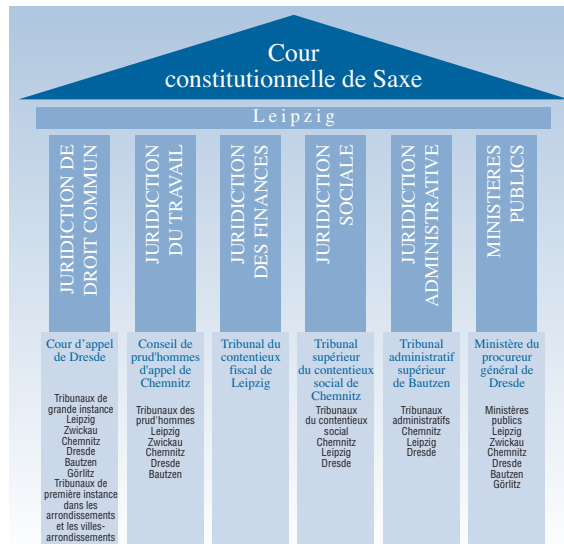 Cour
constitutionnelle de Saxe
Leipzig
JURIDICTION DE
DROIT COMMUN
JURIDICTION
DU TRAVAIL
JURIDICTION
DES FINANCES
JURIDICTION
SOCIALE
JURIDICTION
ADMINISTRATIVE
MINISTERES
PUBLICS
Cour d'appel
de Dresde
Tribunaux de
grande instance
Leipzig
Zwickau
Chemnitz
Dresde
Bautzen
Görlitz
Tribunaux de
première instance
dans les
arrondissements
et les villes-
arrondissements
Conseil de
prud'hommes
d'appel de
Chemnitz
Tribunaux des
prud'hommes
Leipzig
Zwickau
Chemnitz
Dresde
Bautzen
Tribunal du
contentieux
fiscal de
Leipzig
Tribunal
supérieur
du contentieux
social de
Chemnitz
Tribunaux
du contentieux
social
Chemnitz
Leipzig
Dresde
Tribunal
administratif
supérieur
de Bautzen
Tribunaux
administratifs
Chemnitz
Leipzig
Dresde
Ministère du
procureur
général de
Dresde
Ministères
publics
Leipzig
Zwickau
Chemnitz
Dresde
Bautzen
Görlitz